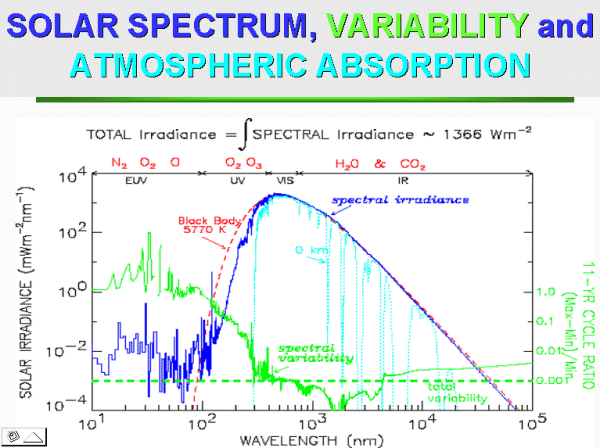 SOLAR SPECTRUM, VARIABILITY and
ATMOSPHERIC ABSORPTION
TOTAL Irradiance = ∫SPECTRAL Irradiance ~ 1366 Wm⁻²
N₂ O₂ O O₂ O₃ H₂O & CO₂
EUV UV VIS IR
spectral irradiance
Black Body
5770 K
0 km
spectral
variability
total
variability
SOLAR IRRADIANCE (mWm⁻²nm⁻¹)
10⁴
10²
10⁰
10⁻²
10⁻⁴
11-YR CYCLE RATIO
(Max-Min)/Min
1.0
0.1
0.01
0.001
10¹ 10² 10³ 10⁴ 10⁵
WAVELENGTH (nm)